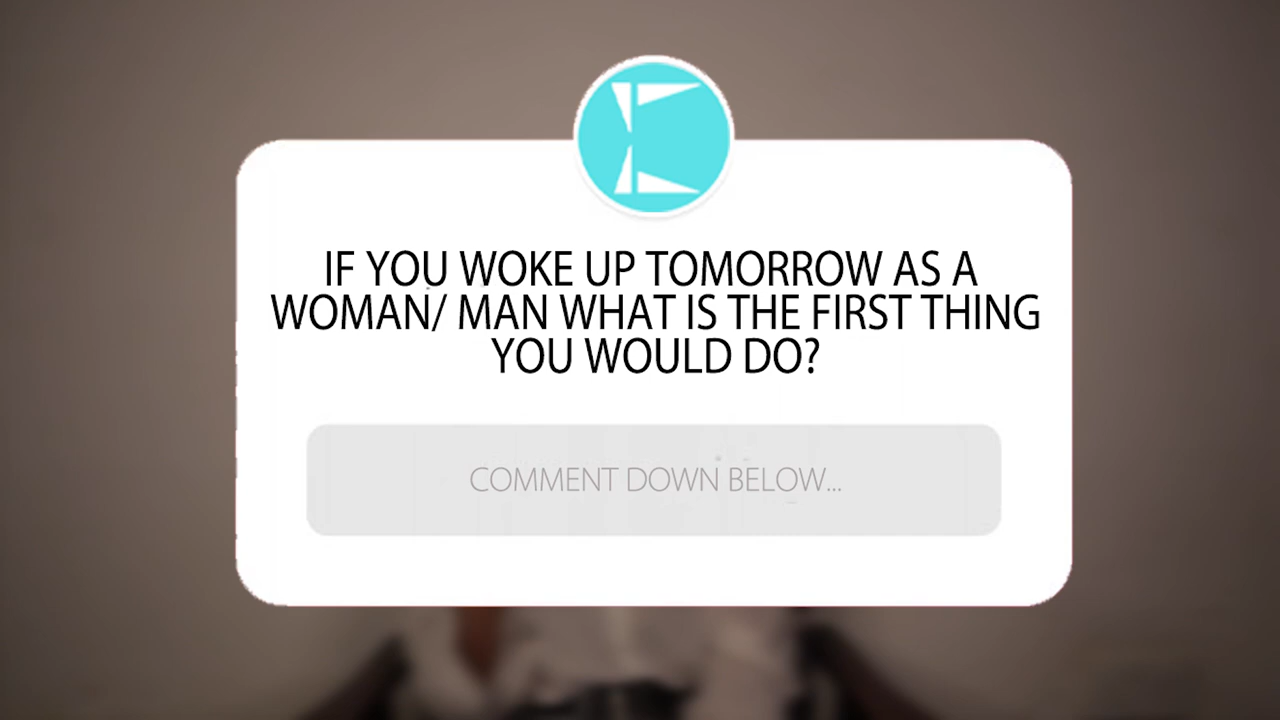 IF YOU WOKE UP TOMORROW AS A
WOMAN/ MAN WHAT IS THE FIRST THING
YOU WOULD DO?
COMMENT DOWN BELOW...